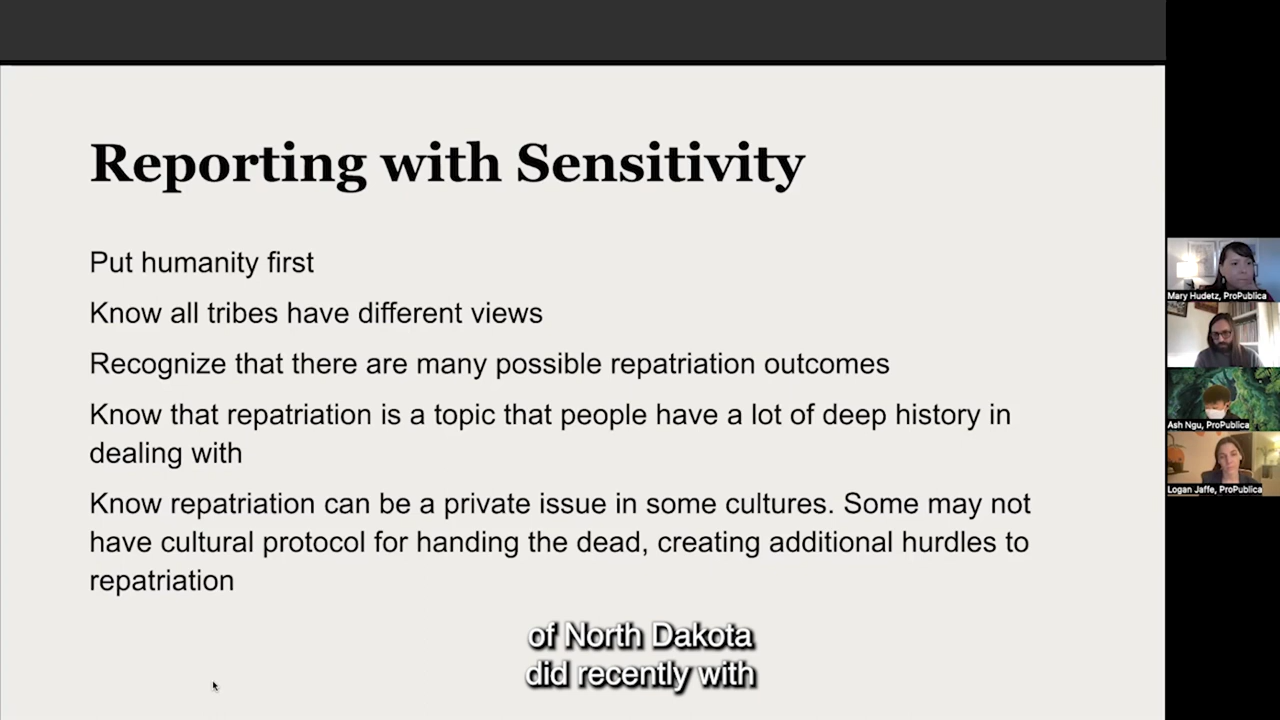 Reporting with Sensitivity
Put humanity first
Know all tribes have different views
Recognize that there are many possible repatriation outcomes
Know that repatriation is a topic that people have a lot of deep history in
dealing with
Know repatriation can be a private issue in some cultures. Some may not
have cultural protocol for handing the dead, creating additional hurdles to
repatriation
of North Dakota
did recently with
Mary Hudetz, ProPublica
Ash Ngu, ProPublica
Logan Jaffe, ProPublica